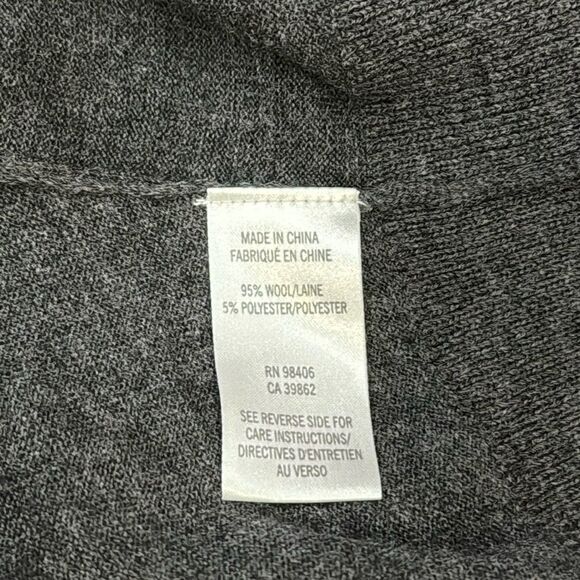 MADE IN CHINA
FABRIQUÉ EN CHINE
95% WOOL/LAINE
5% POLYESTER/POLYESTER
RN 98406
CA 39862
SEE REVERSE SIDE FOR
CARE INSTRUCTIONS/
DIRECTIVES D'ENTRETIEN
AU VERSO